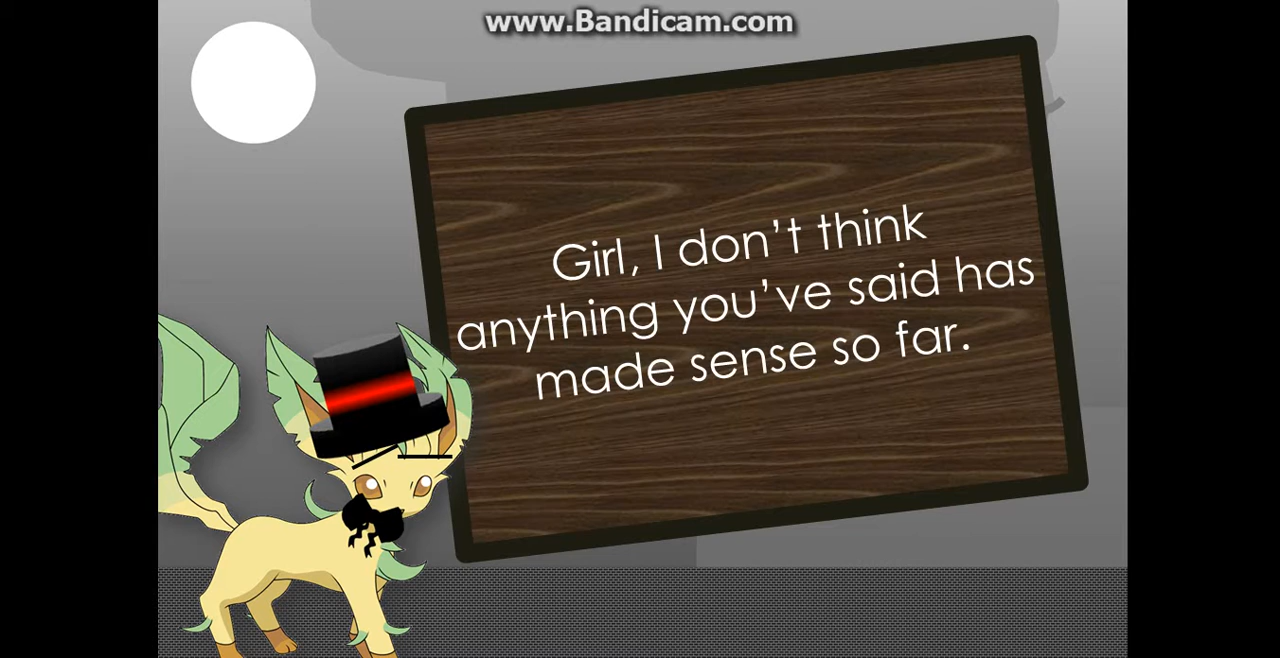 www.Bandicam.com
Girl, I don’t think
anything you’ve said has
made sense so far.